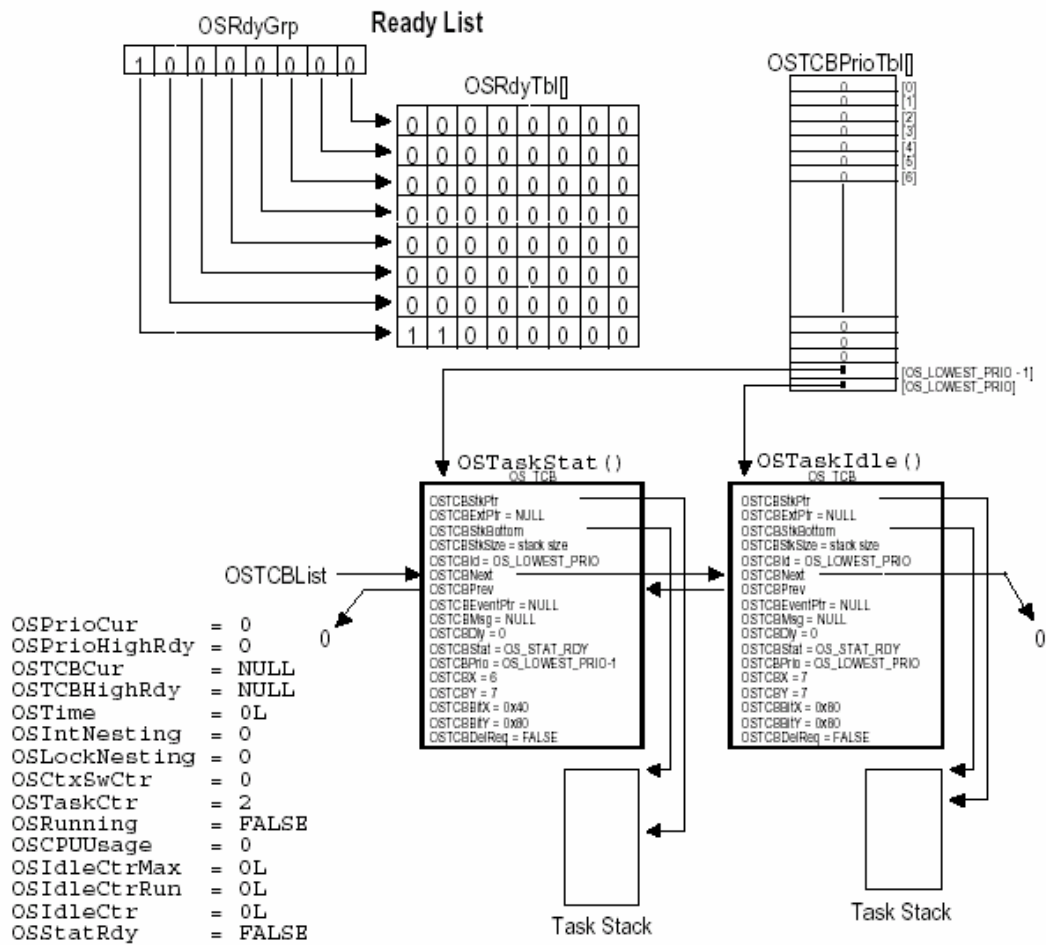 Ready List
OSRdyGrp
1 0 0 0 0 0 0 0
OSRdyTbl[]
0 0 0 0 0 0 0 0
0 0 0 0 0 0 0 0
0 0 0 0 0 0 0 0
0 0 0 0 0 0 0 0
0 0 0 0 0 0 0 0
0 0 0 0 0 0 0 0
0 0 0 0 0 0 0 0
1 1 0 0 0 0 0 0
OSTCBPrioTbl[]
0 [0]
0 [1]
0 [2]
0 [3]
0 [4]
0 [5]
0 [6]
0
0
0
[OS_LOWEST_PRIO - 1]
[OS_LOWEST_PRIO]
OSTaskStat()
OS_TCB
OSTCBStkPtr
OSTCBExtPtr = NULL
OSTCBStkBottom
OSTCBStkSize = stack size
OSTCBId = OS_LOWEST_PRIO
OSTCBNext
OSTCBPrev
OSTCBEventPtr = NULL
OSTCBMsg = NULL
OSTCBDly = 0
OSTCBStat = OS_STAT_RDY
OSTCBPrio = OS_LOWEST_PRIO-1
OSTCBX = 6
OSTCBY = 7
OSTCBBitX = 0x40
OSTCBBitY = 0x80
OSTCBDelReq = FALSE
OSTaskIdle()
OS_TCB
OSTCBStkPtr
OSTCBExtPtr = NULL
OSTCBStkBottom
OSTCBStkSize = stack size
OSTCBId = OS_LOWEST_PRIO
OSTCBNext
OSTCBPrev
OSTCBEventPtr = NULL
OSTCBMsg = NULL
OSTCBDly = 0
OSTCBStat = OS_STAT_RDY
OSTCBPrio = OS_LOWEST_PRIO
OSTCBX = 7
OSTCBY = 7
OSTCBBitX = 0x80
OSTCBBitY = 0x80
OSTCBDelReq = FALSE
OSTCBList
0
0
OSPrioCur = 0
OSPrioHighRdy = 0
OSTCBCur = NULL
OSTCBHighRdy = NULL
OSTime = 0L
OSIntNesting = 0
OSLockNesting = 0
OSCtxSwCtr = 0
OSTaskCtr = 2
OSRunning = FALSE
OSCPUUsage = 0
OSIdleCtrMax = 0L
OSIdleCtrRun = 0L
OSIdleCtr = 0L
OSStatRdy = FALSE
Task Stack
Task Stack